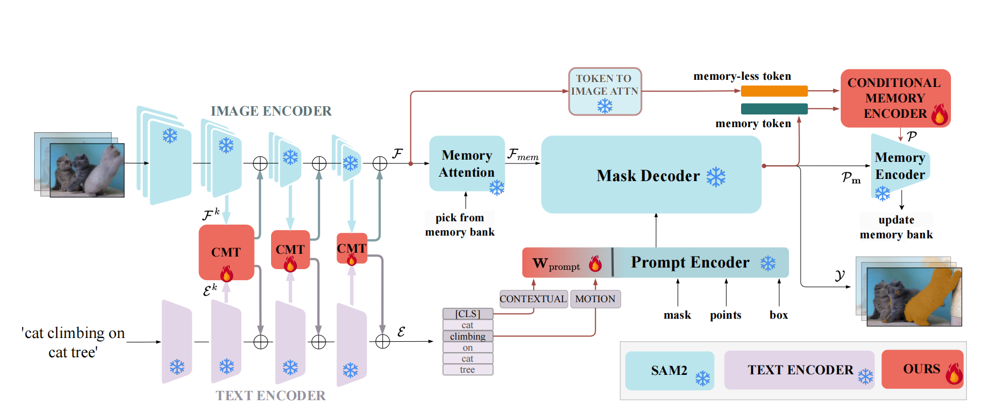 IMAGE ENCODER
TOKEN TO
IMAGE ATTN
memory-less token
memory token
CONDITIONAL
MEMORY
ENCODER
𝒫
ℱ
Memory
Attention
ℱmem
Mask Decoder
Memory
Encoder
𝒫m
pick from
memory bank
update
memory bank
ℱk
CMT
CMT
CMT
ℰk
Wprompt
Prompt Encoder
𝒴
CONTEXTUAL
MOTION
mask
points
box
'cat climbing on
cat tree'
ℰ
[CLS]
cat
climbing
on
cat
tree
TEXT ENCODER
SAM2
TEXT ENCODER
OURS